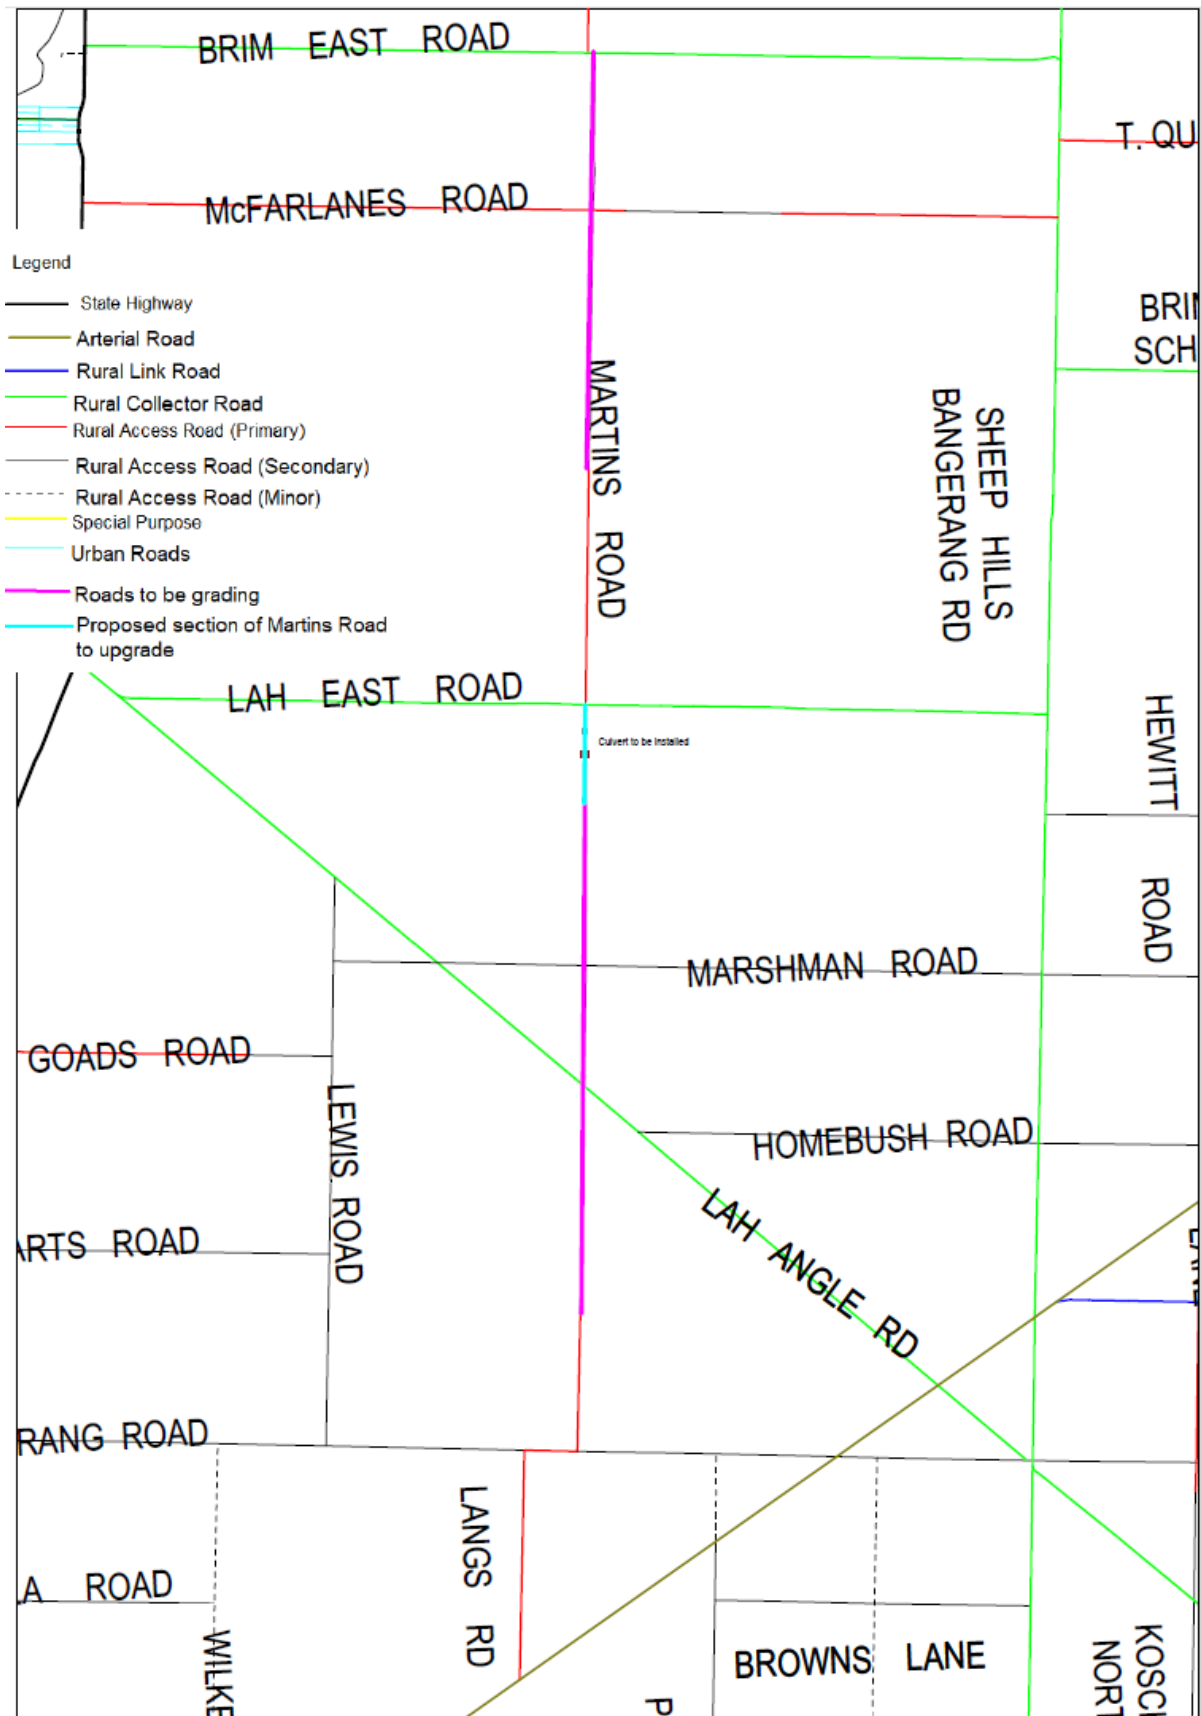 BRIM EAST ROAD
T. QU
McFARLANES ROAD
Legend
State Highway
Arterial Road
Rural Link Road
Rural Collector Road
Rural Access Road (Primary)
Rural Access Road (Secondary)
Rural Access Road (Minor)
Special Purpose
Urban Roads
Roads to be grading
Proposed section of Martins Road
to upgrade
BRI
SCH
MARTINS ROAD
SHEEP HILLS
BANGERANG RD
LAH EAST ROAD
Culvert to be installed
HEWITT ROAD
MARSHMAN ROAD
GOADS ROAD
LEWIS ROAD
HOMEBUSH ROAD
LAH ANGLE RD
ARTS ROAD
RANG ROAD
LANGS RD
A ROAD
WILKE
BROWNS LANE
P
KOSCH
NORT